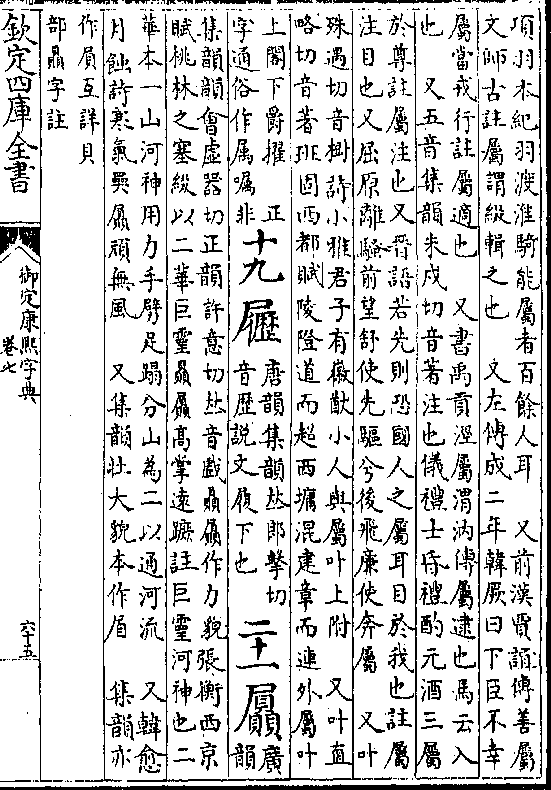 項羽本紀羽渡淮騎能屬者百餘人耳　又前漢賈誼傳善屬
文師古註屬謂綴輯之也　又左傳成二年韓厥曰下臣不幸
屬當戎行註屬適也　又書禹貢涇屬渭汭傳屬逮也馬云入
也　又五音集韻朱戍切音著注也儀禮士昏禮酌元酒三屬
於尊註屬注也又晉語若先則恐國人之屬耳目於我也註屬
注目也又屈原離騷前望舒使先驅兮後飛廉使奔屬　又叶
殊遇切音樹詩小雅君子有徽猷小人與屬叶上附　又叶直
略切音著班固西都賦陵隥道而超西墉混建章而連外屬叶
上閣下爵擢　正
字通俗作属嘱非
十九
𡳸
唐韻集韻𠀤郎擊切
音歷說文履下也
二十一
屭
廣
韻
集韻韻會虛器切正韻許意切𠀤音戲贔屭作力貌張衡西京
賦桃林之塞綴以二華巨靈贔屭高掌遠蹠註巨靈河神也二
華本一山河神用力手劈足蹋分山為二以通河流　又韓愈
月蝕詩寒氣屭頑無風　又集韻壯大貌本作屓　集韻亦
作屓互詳貝
部贔字註
欽定四庫全書
御定康熙字典
卷七
六十五